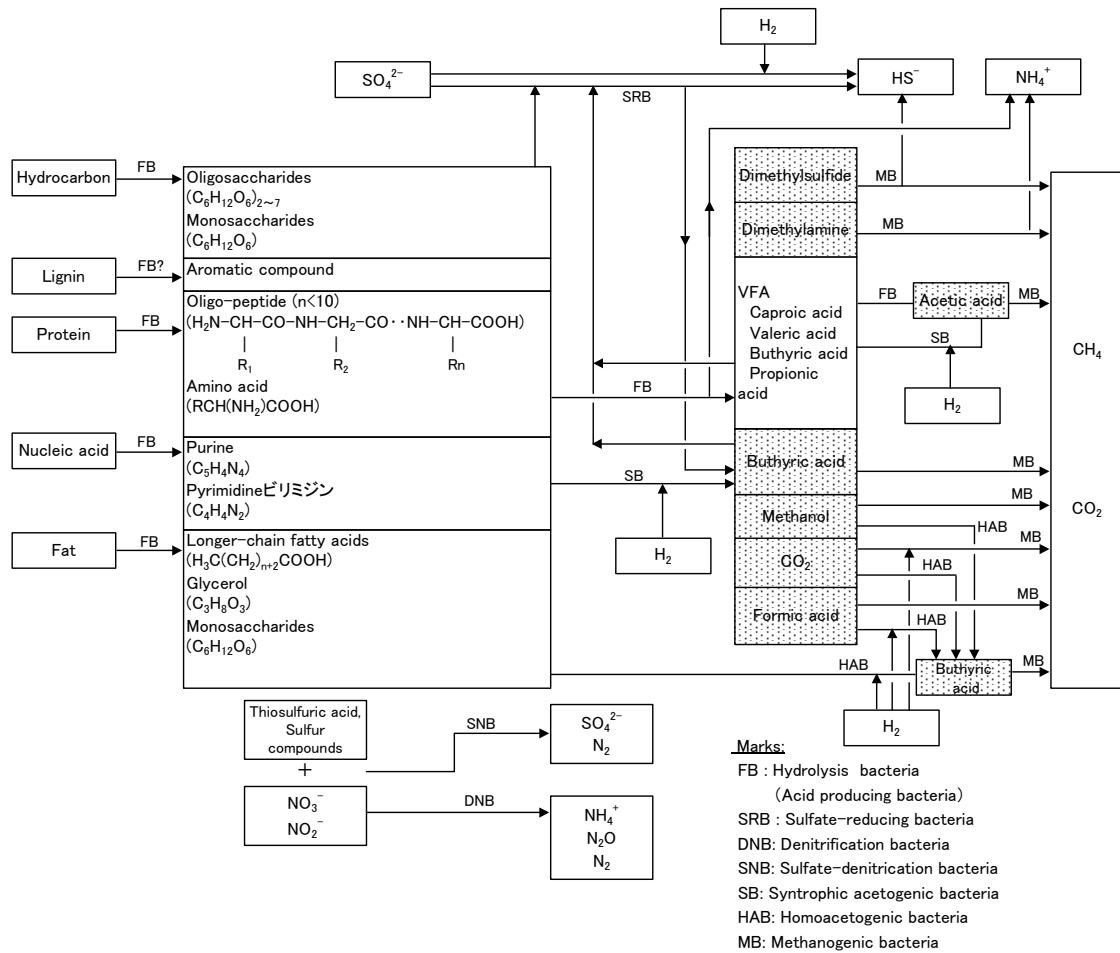 H₂
SO₄²⁻
HS⁻
NH₄⁺
SRB
Hydrocarbon
FB
Oligosaccharides
(C₆H₁₂O₆)₂~₇
Monosaccharides
(C₆H₁₂O₆)
Lignin
FB?
Aromatic compound
Protein
FB
Oligo-peptide (n<10)
(H₂N-CH-CO-NH-CH₂-CO··NH-CH-COOH)
| | |
R₁ R₂ Rn
Amino acid
(RCH(NH₂)COOH)
Nucleic acid
FB
Purine
(C₅H₄N₄)
Pyrimidineピリミジン
(C₄H₄N₂)
Fat
FB
Longer-chain fatty acids
(H₃C(CH₂)ₙ₊₂COOH)
Glycerol
(C₃H₈O₃)
Monosaccharides
(C₆H₁₂O₆)
FB
SB
H₂
HAB
Dimethylsulfide
MB
Dimethylamine
MB
VFA
Caproic acid
Valeric acid
Buthyric acid
Propionic
acid
FB
Acetic acid
MB
SB
H₂
Buthyric acid
MB
Methanol
MB
HAB
CO₂
MB
HAB
Formic acid
MB
HAB
Buthyric
acid
MB
H₂
CH₄
CO₂
Thiosulfuric acid,
Sulfur
compounds
+
NO₃⁻
NO₂⁻
SNB
SO₄²⁻
N₂
DNB
NH₄⁺
N₂O
N₂
Marks:
FB : Hydrolysis bacteria
(Acid producing bacteria)
SRB : Sulfate-reducing bacteria
DNB: Denitrification bacteria
SNB: Sulfate-denitrication bacteria
SB: Syntrophic acetogenic bacteria
HAB: Homoacetogenic bacteria
MB: Methanogenic bacteria